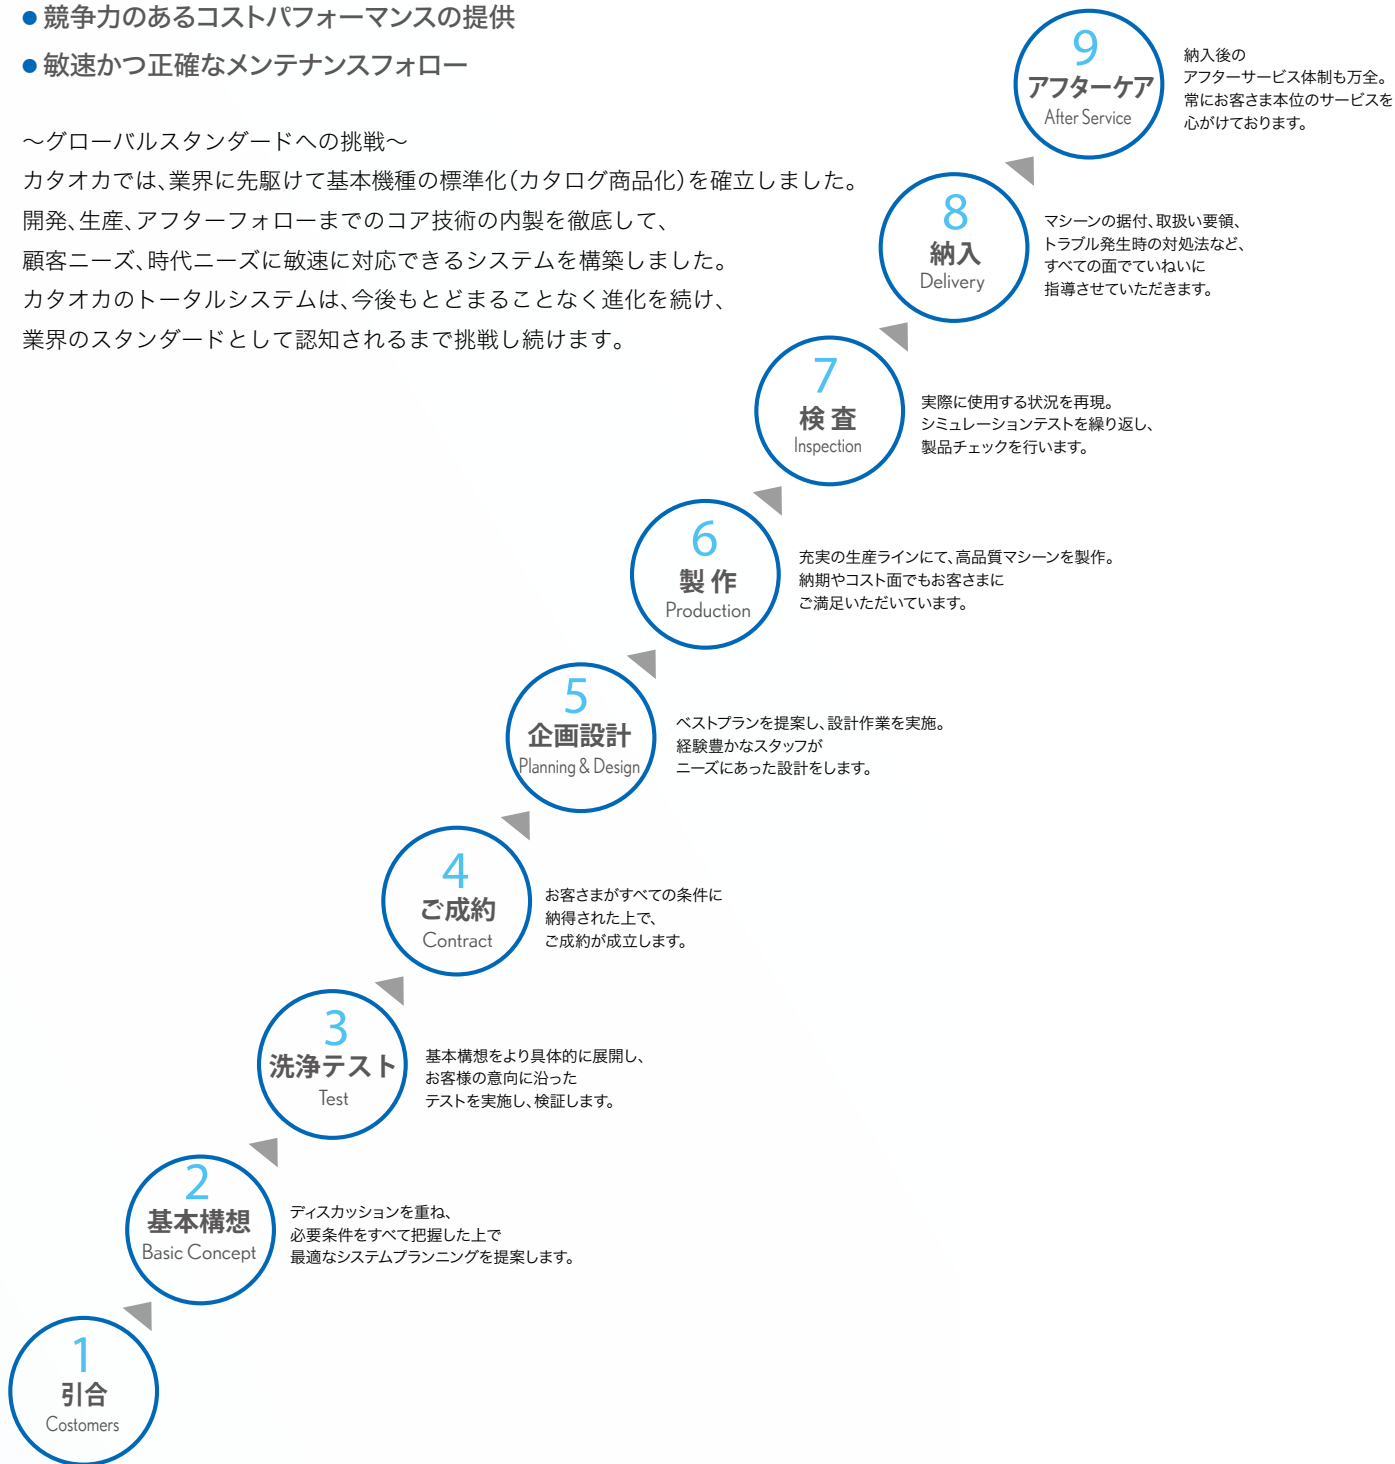 ●競争力のあるコストパフォーマンスの提供
●敏速かつ正確なメンテナンスフォロー
～グローバルスタンダードへの挑戦～
カタオカでは、業界に先駆けて基本機種の標準化(カタログ商品化)を確立しました。
開発、生産、アフターフォローまでのコア技術の内製を徹底して、
顧客ニーズ、時代ニーズに敏速に対応できるシステムを構築しました。
カタオカのトータルシステムは、今後もとどまることなく進化を続け、
業界のスタンダードとして認知されるまで挑戦し続けます。
9
アフターケア
After Service
納入後の
アフターサービス体制も万全。
常にお客さま本位のサービスを
心がけております。
8
納入
Delivery
マシーンの据付、取扱い要領、
トラブル発生時の対処法など、
すべての面でていねいに
指導させていただきます。
7
検査
Inspection
実際に使用する状況を再現。
シミュレーションテストを繰り返し、
製品チェックを行います。
6
製作
Production
充実の生産ラインにて、高品質マシーンを製作。
納期やコスト面でもお客さまに
ご満足いただいています。
5
企画設計
Planning & Design
ベストプランを提案し、設計作業を実施。
経験豊かなスタッフが
ニーズにあった設計をします。
4
ご成約
Contract
お客さまがすべての条件に
納得された上で、
ご成約が成立します。
3
洗浄テスト
Test
基本構想をより具体的に展開し、
お客様の意向に沿った
テストを実施し、検証します。
2
基本構想
Basic Concept
ディスカッションを重ね、
必要条件をすべて把握した上で
最適なシステムプランニングを提案します。
1
引合
Costomers